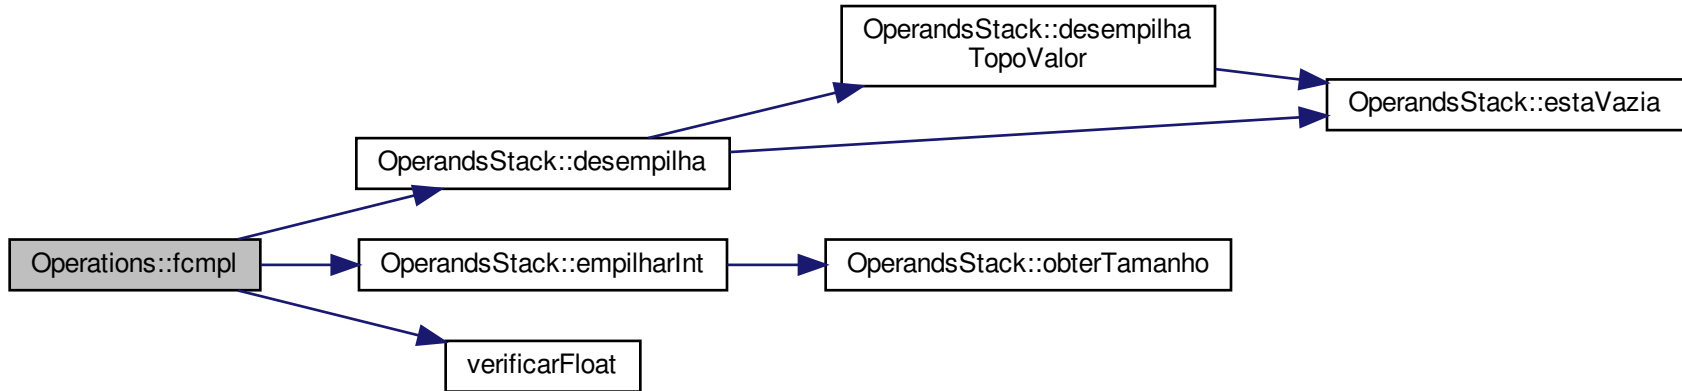 OperandsStack::desempilha
TopoValor
OperandsStack::estaVazia
OperandsStack::desempilha
Operations::fcmpl
OperandsStack::empilharInt
OperandsStack::obterTamanho
verificarFloat